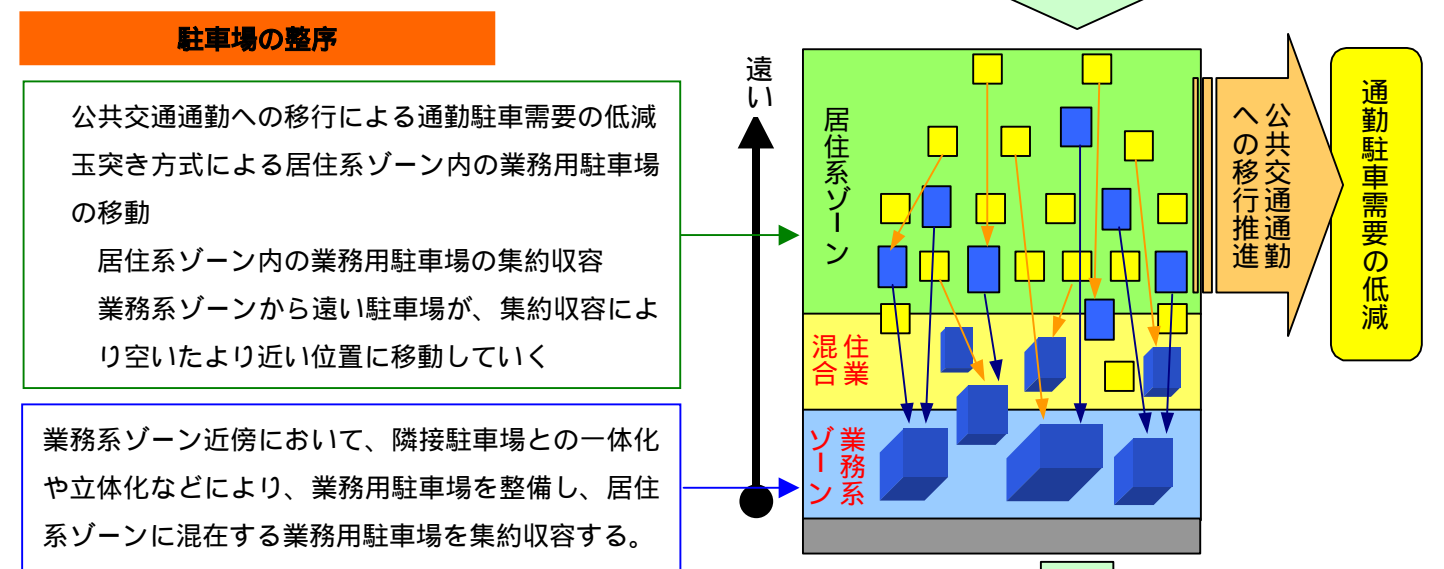 駐車場の整序
公共交通通勤への移行による通勤駐車需要の低減
玉突き方式による居住系ゾーン内の業務用駐車場
の移動
居住系ゾーン内の業務用駐車場の集約収容
業務系ゾーンから遠い駐車場が、集約収容によ
り空いたより近い位置に移動していく
業務系ゾーン近傍において、隣接駐車場との一体化
や立体化などにより、業務用駐車場を整備し、居住
系ゾーンに混在する業務用駐車場を集約収容する。
遠い
居住系ゾーン
住業
混合
業務系
ゾーン
公共交通通勤
への移行推進
通勤駐車需要の低減